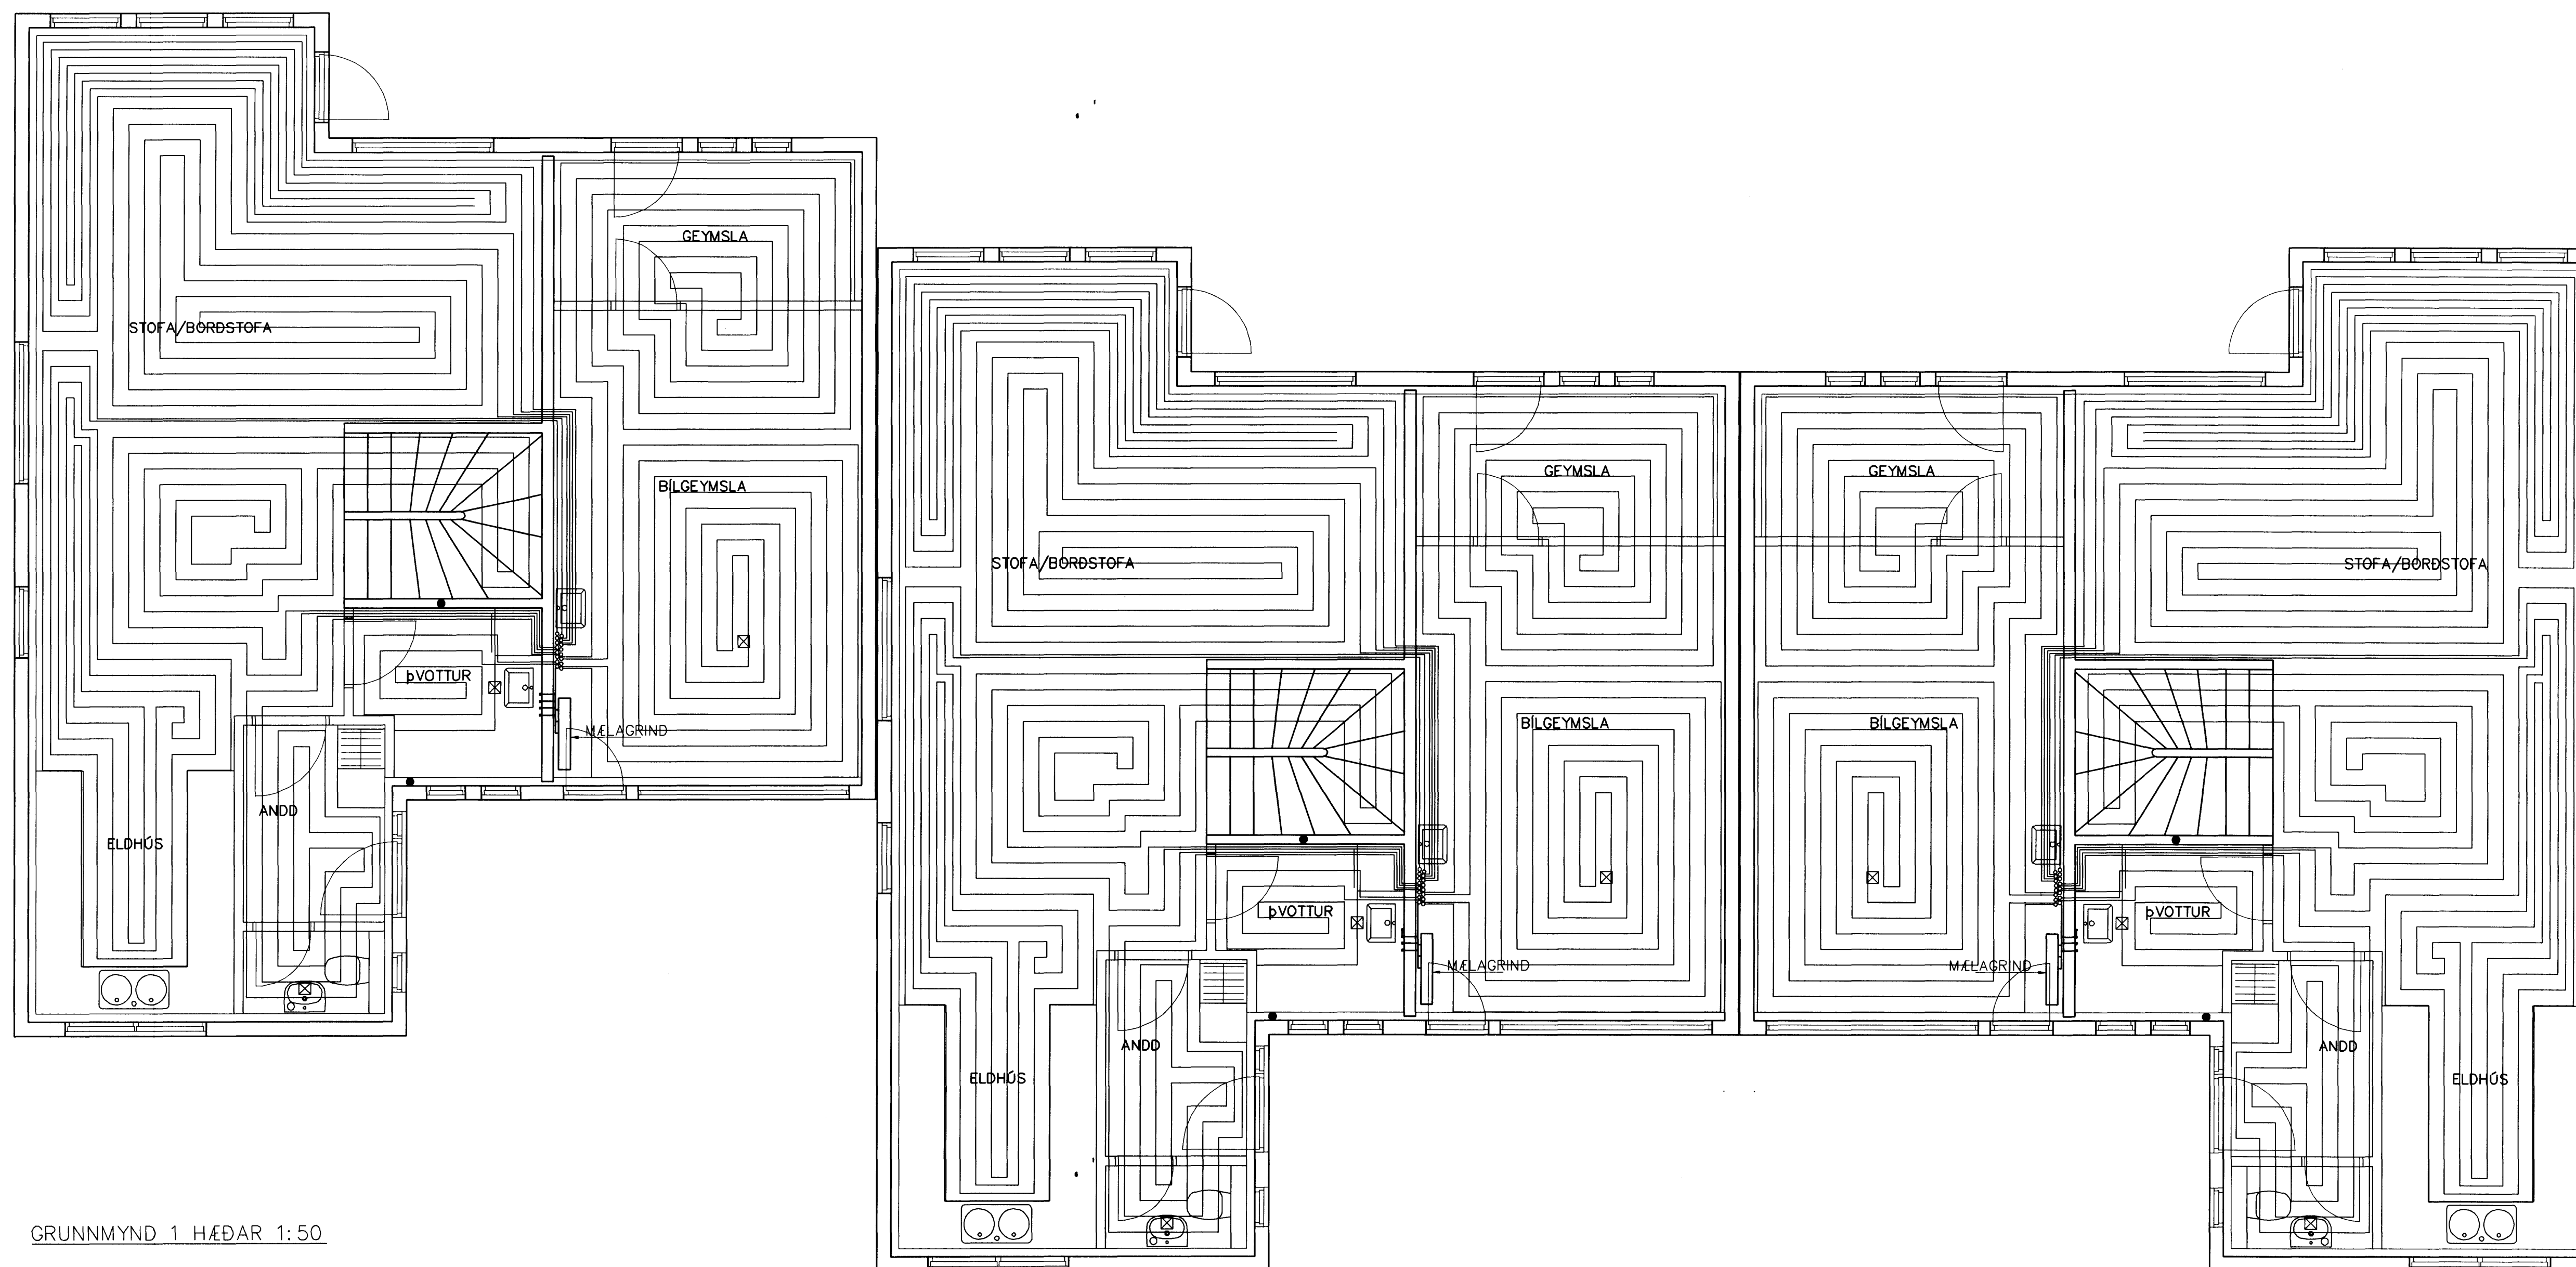 GEYMSLA
STOFA/BORÐSTOFA
BÍLGEYMSLA
ÞVOTTUR
MÆLAGRIND
ANDD
ELDHÚS
GEYMSLA
STOFA/BORÐSTOFA
BÍLGEYMSLA
ÞVOTTUR
MÆLAGRIND
ANDD
ELDHÚS
GEYMSLA
STOFA/BORÐSTOFA
BÍLGEYMSLA
ÞVOTTUR
MÆLAGRIND
ANDD
ELDHÚS
GRUNNMYND 1 HÆÐAR 1:50